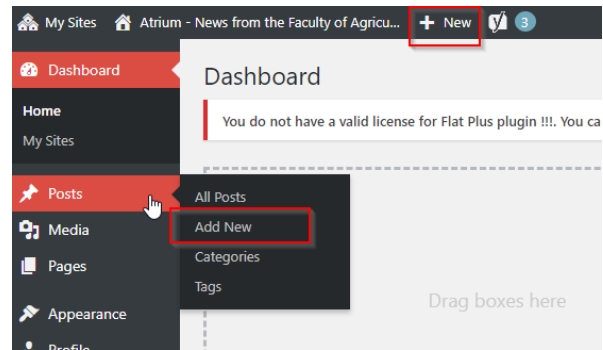 My Sites Atrium - News from the Faculty of Agricu... + New 3
Dashboard
Home
My Sites
Posts
Media
Pages
Appearance
Profile
Dashboard
You do not have a valid license for Flat Plus plugin !!!. You ca
All Posts
Add New
Categories
Tags
Drag boxes here